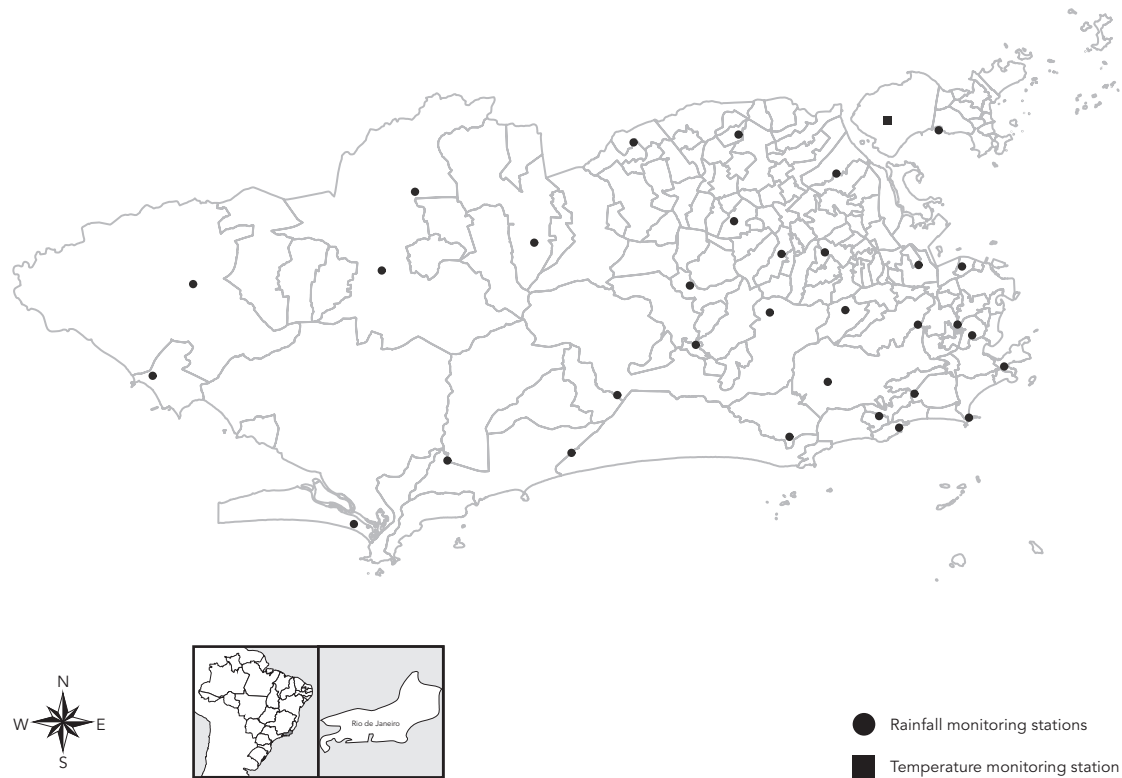 N
W
E
S
Rio de Janeiro
Rainfall monitoring stations
Temperature monitoring station